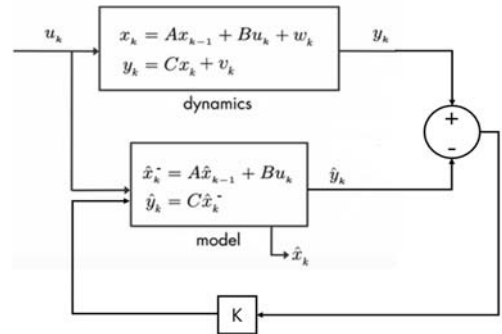 u_k
x_k = Ax_{k-1} + Bu_k + w_k
y_k = Cx_k + v_k
y_k
dynamics
+
-
x̂_k^- = Ax̂_{k-1} + Bu_k
ŷ_k = Cx̂_k^-
ŷ_k
model
x̂_k
K